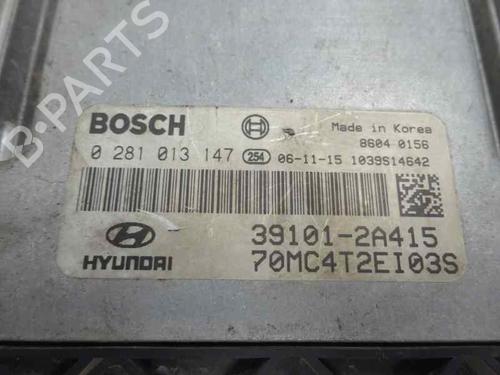 BOSCH
Made in Korea
8604 0156
0 281 013 147 254 06-11-15 1039S14642
39101-2A415
HYUNDAI
70MC4T2EI03S